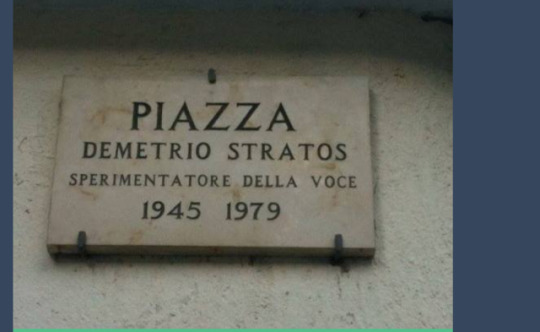 PIAZZA
DEMETRIO STRATOS
SPERIMENTATORE DELLA VOCE
1945 1979